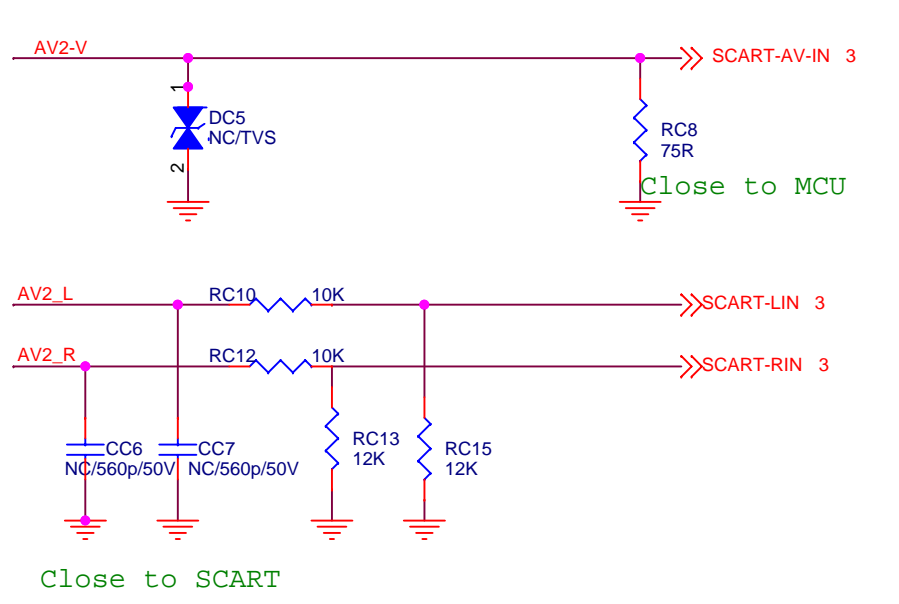 AV2-V
SCART-AV-IN 3
1
DC5
NC/TVS
2
RC8
75R
Close to MCU
AV2_L
RC10
10K
SCART-LIN 3
AV2_R
RC12
10K
SCART-RIN 3
CC6
NC/560p/50V
CC7
NC/560p/50V
RC13
12K
RC15
12K
Close to SCART